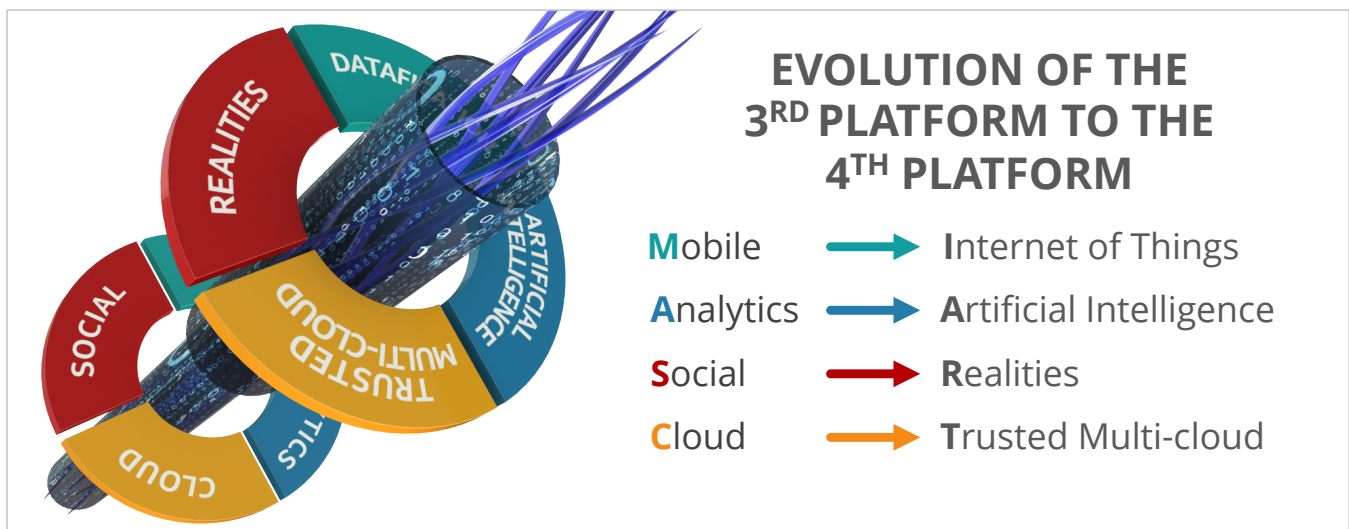 REALITIES
SOCIAL
CLOUD
TRUSTED
MULTI-CLOUD
ARTIFICIAL
EVOLUTION OF THE
3RD PLATFORM TO THE
4TH PLATFORM
Mobile Internet of Things
Analytics Artificial Intelligence
Social Realities
Cloud Trusted Multi-cloud